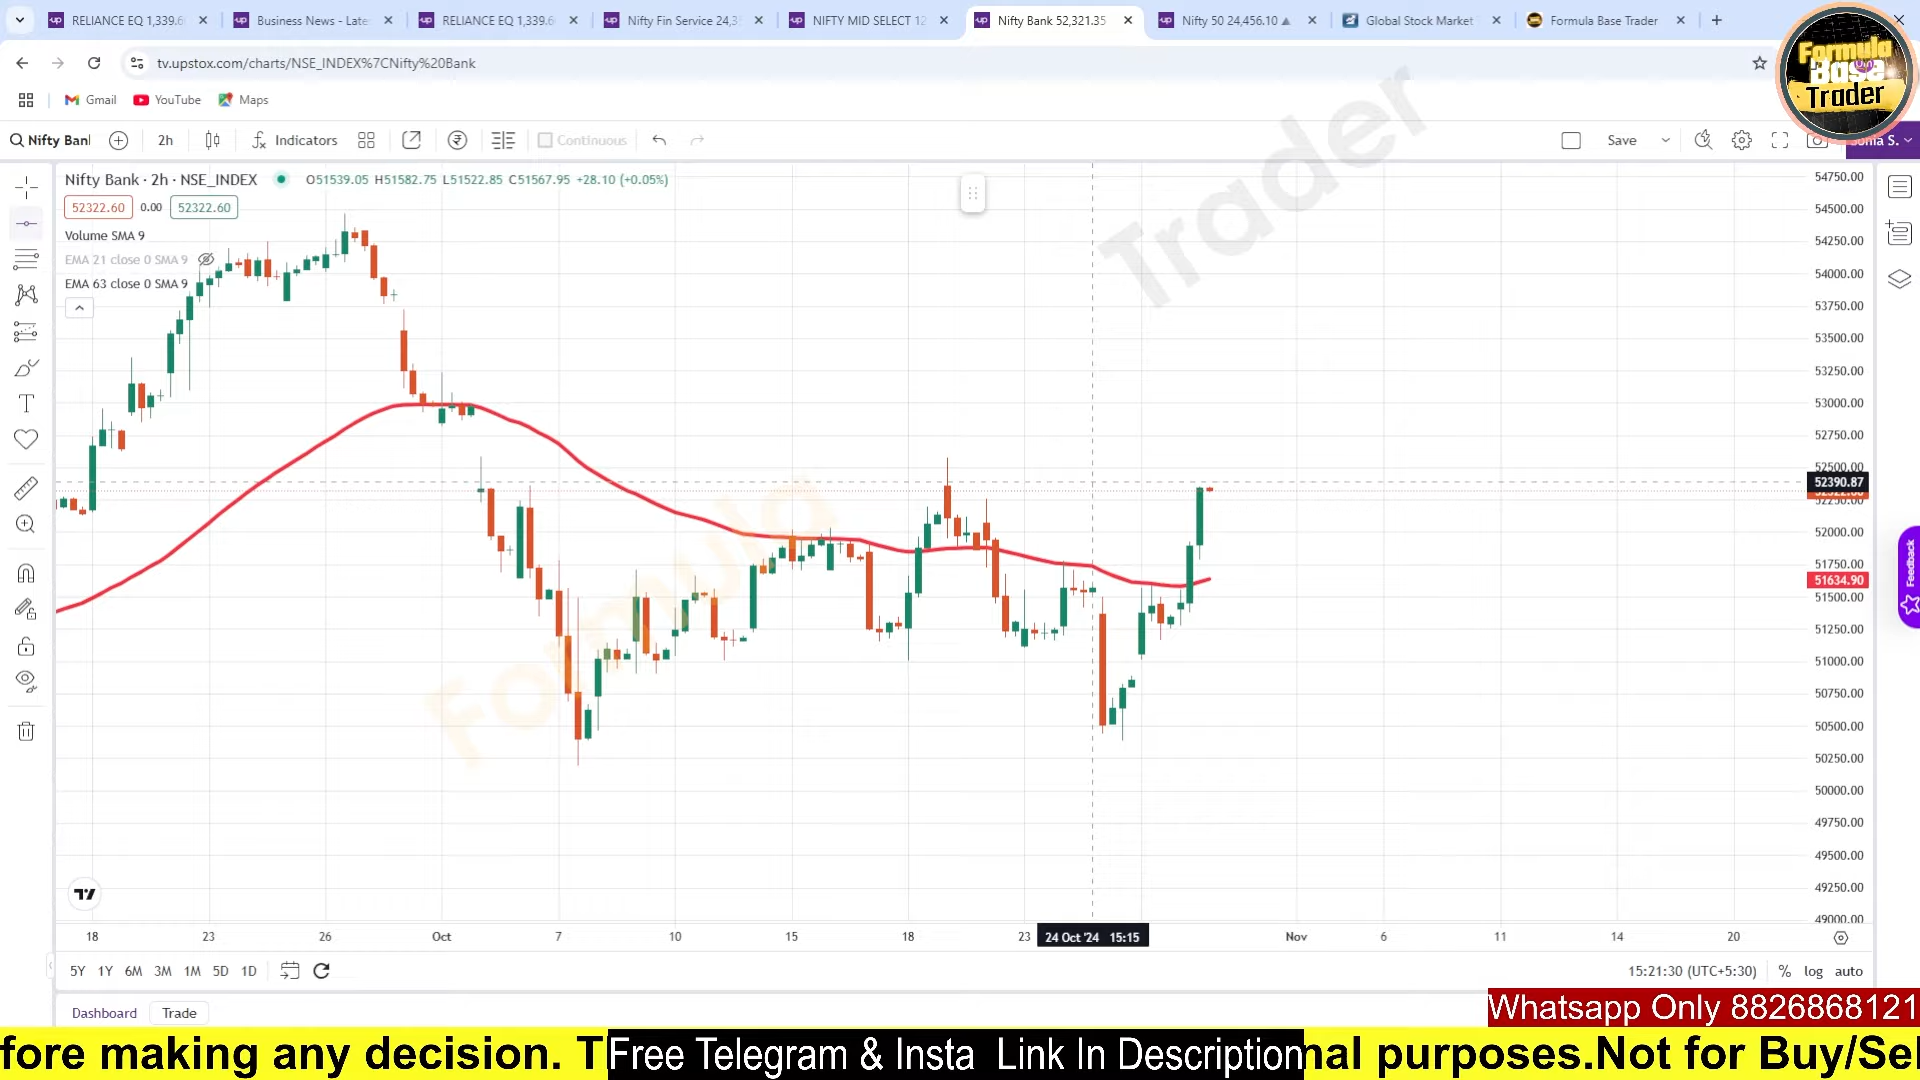 RELIANCE EQ 1,339.6
Business News - Late
RELIANCE EQ 1,339.6
Nifty Fin Service 24,3
NIFTY MID SELECT 12
Nifty Bank 52,321.35
Nifty 50 24,456.10 ▲
Global Stock Market
Formula Base Trader
tv.upstox.com/charts/NSE_INDEX%7CNifty%20Bank
Gmail
YouTube
Maps
Formula
Base
Trader
Nifty Banl
2h
Indicators
Continuous
Save
onia S.
Nifty Bank · 2h · NSE_INDEX
O51539.05 H51582.75 L51522.85 C51567.95 +28.10 (+0.05%)
52322.60
0.00
52322.60
Volume SMA 9
EMA 21 close 0 SMA 9
EMA 63 close 0 SMA 9
Formula
Trader
54750.00
54500.00
54250.00
54000.00
53750.00
53500.00
53250.00
53000.00
52750.00
52500.00
52390.87
52250.00
52000.00
51750.00
51634.90
51500.00
51250.00
51000.00
50750.00
50500.00
50250.00
50000.00
49750.00
49500.00
49250.00
49000.00
Feedback
18
23
26
Oct
7
10
15
18
23
24 Oct '24 15:15
Nov
6
11
14
20
5Y
1Y
6M
3M
1M
5D
1D
15:21:30 (UTC+5:30)
%
log
auto
Dashboard
Trade
Whatsapp Only 8826868121
fore making any decision. T
Free Telegram & Insta Link In Description
nal purposes.Not for Buy/Sel